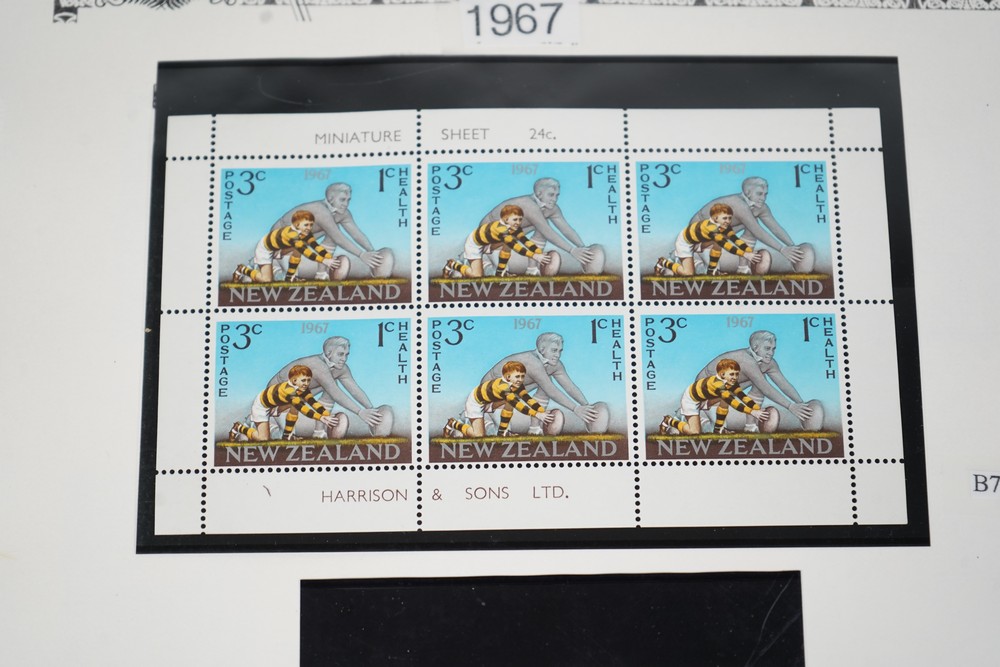 1967
MINIATURE SHEET 24c.
POSTAGE 3c 1967 1c HEALTH
NEW ZEALAND
POSTAGE 3c 1967 1c HEALTH
NEW ZEALAND
POSTAGE 3c 1967 1c HEALTH
NEW ZEALAND
POSTAGE 3c 1967 1c HEALTH
NEW ZEALAND
POSTAGE 3c 1967 1c HEALTH
NEW ZEALAND
POSTAGE 3c 1967 1c HEALTH
NEW ZEALAND
HARRISON & SONS LTD.
B7